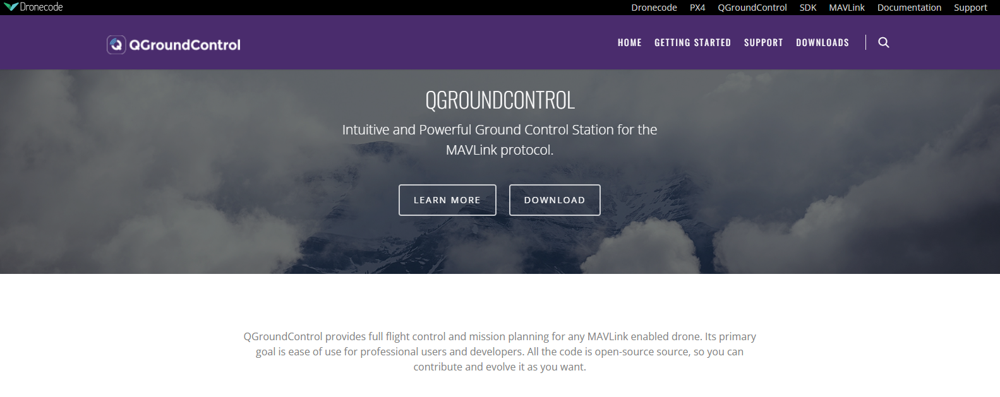 Dronecode
Dronecode PX4 QGroundControl SDK MAVLink Documentation Support
QGroundControl
HOME GETTING STARTED SUPPORT DOWNLOADS
QGROUNDCONTROL
Intuitive and Powerful Ground Control Station for the
MAVLink protocol.
LEARN MORE DOWNLOAD
QGroundControl provides full flight control and mission planning for any MAVLink enabled drone. Its primary
goal is ease of use for professional users and developers. All the code is open-source source, so you can
contribute and evolve it as you want.